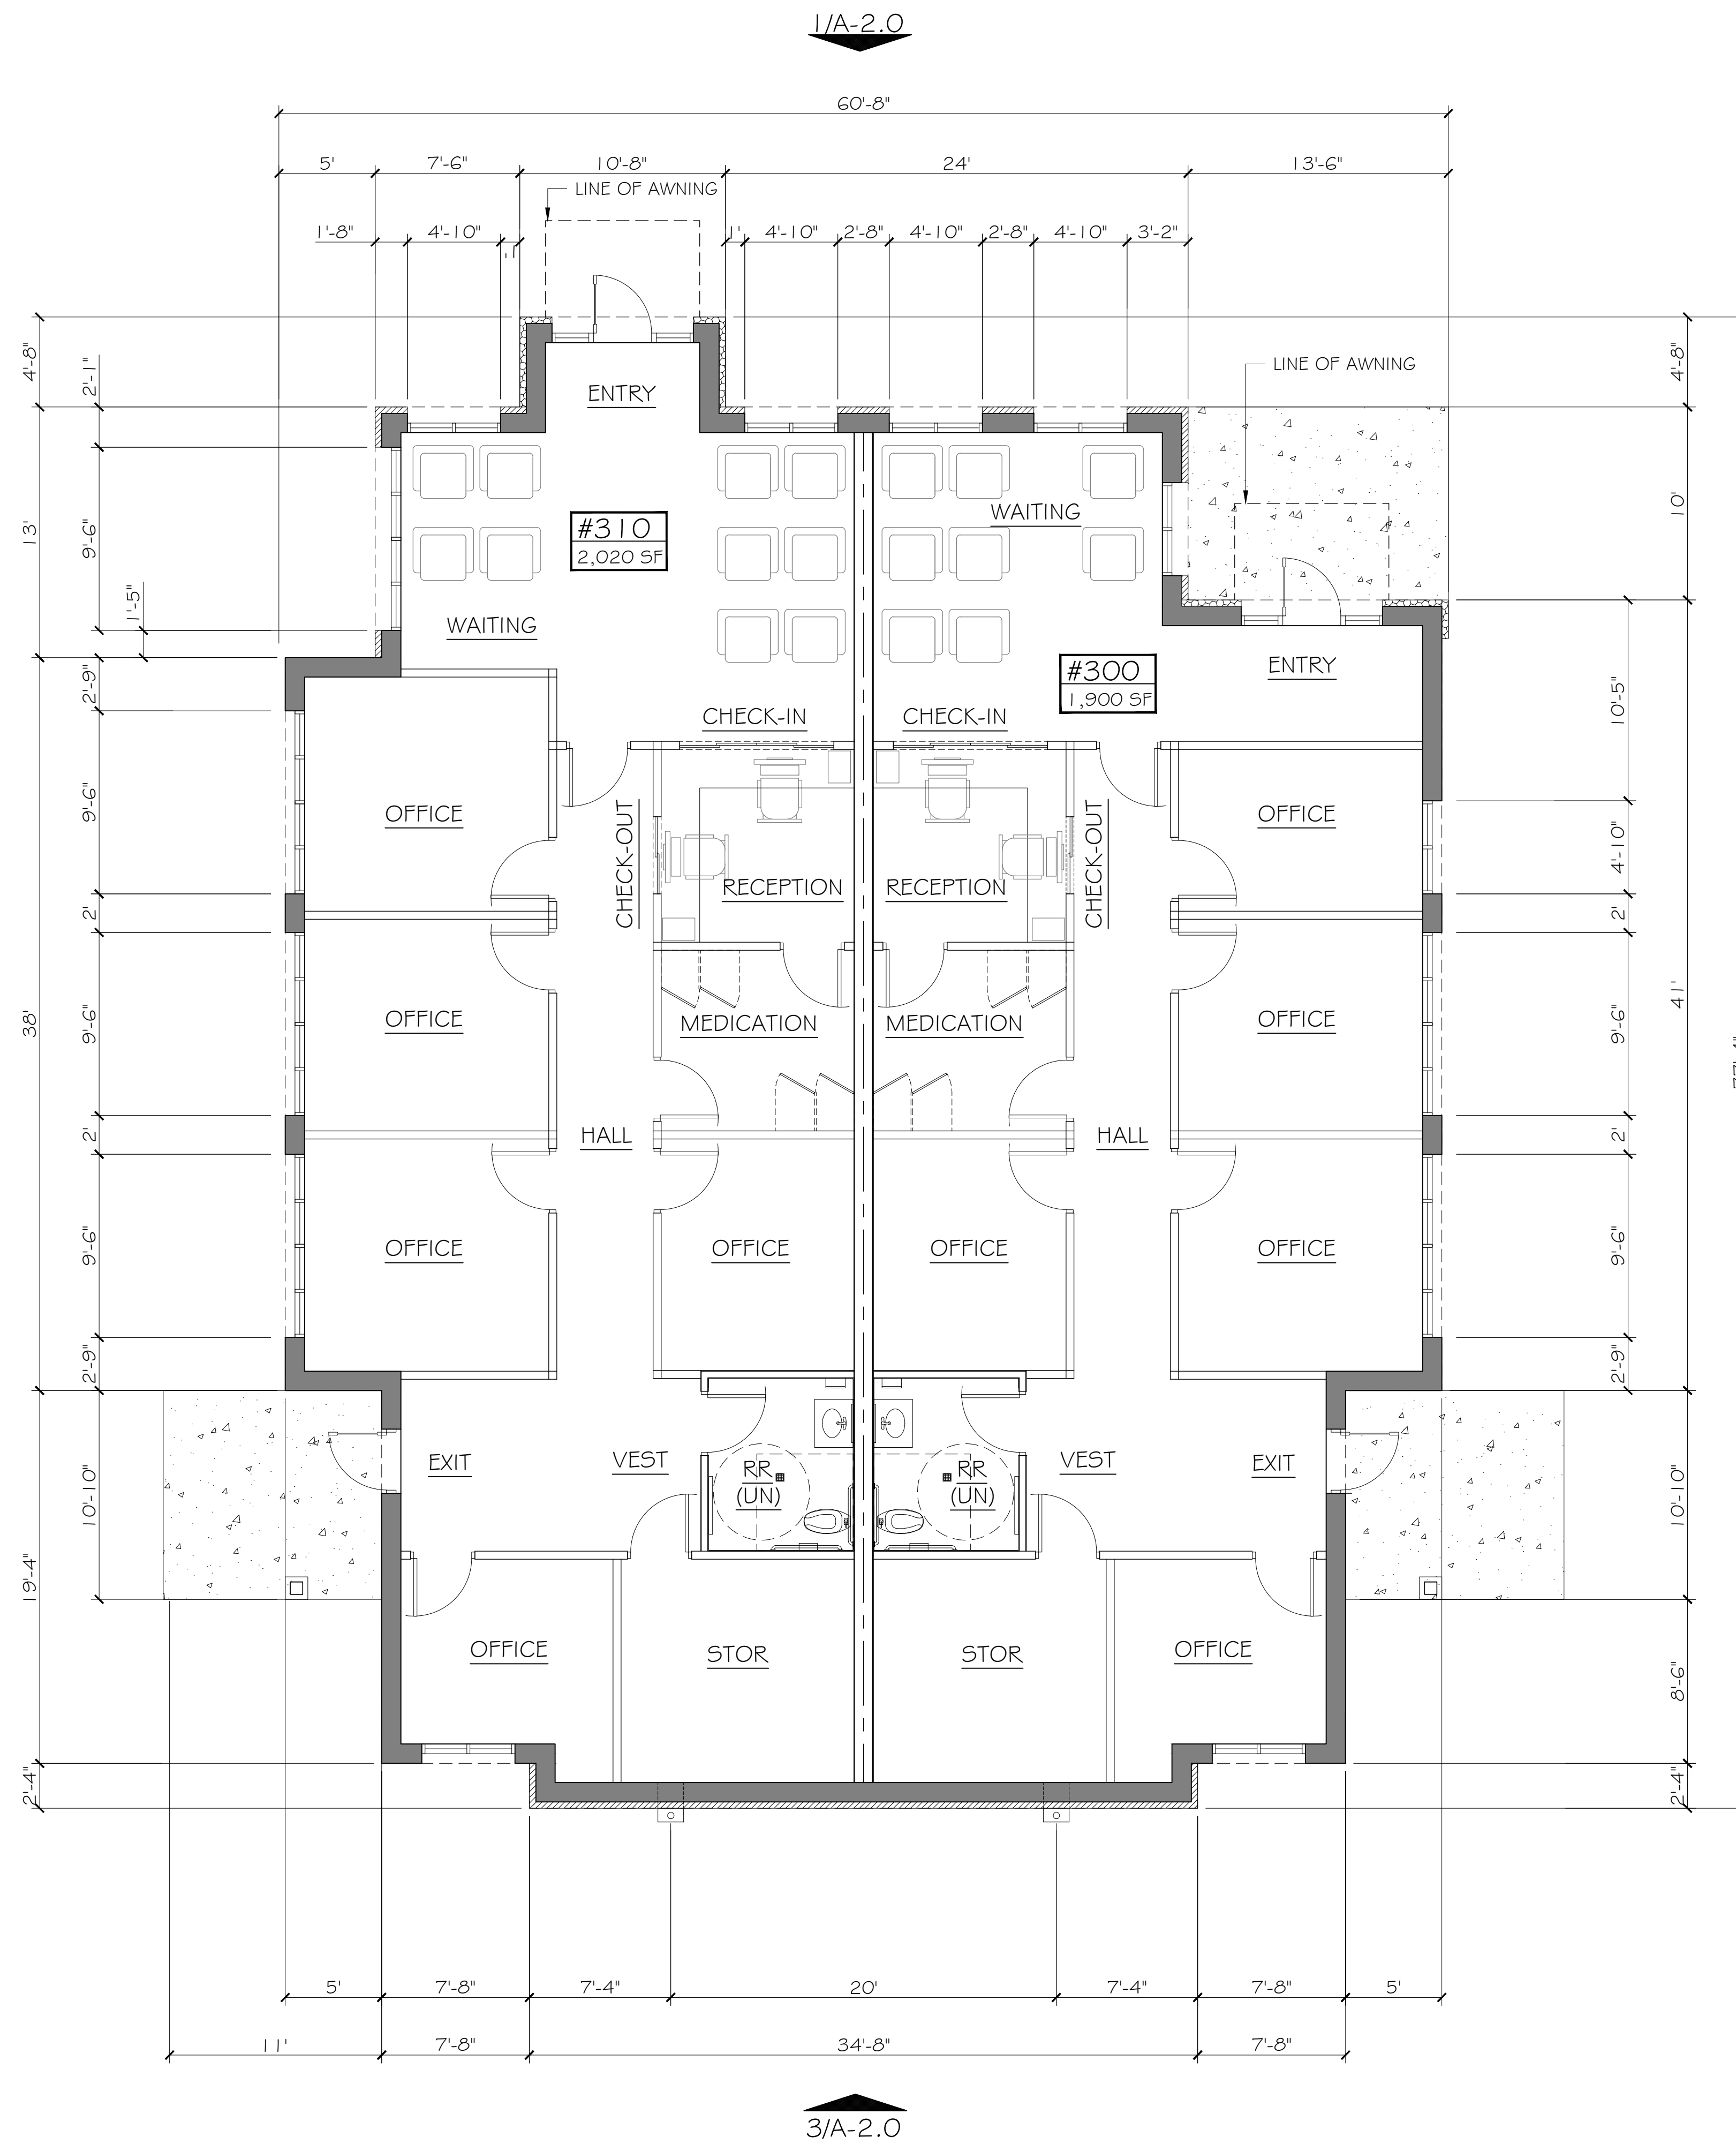 1/A-2.0
60'-8"
5'
7'-6"
10'-8"
24'
13'-6"
LINE OF AWNING
1'-8"
4'-10"
1'
1'
4'-10"
2'-8"
4'-10"
2'-8"
4'-10"
3'-2"
4'-8"
2'-1"
13'
9'-6"
1'-5"
2'-9"
9'-6"
2'
38'
9'-6"
2'
9'-6"
2'-9"
10'-10"
19'-4"
2'-4"
ENTRY
LINE OF AWNING
#310
2,020 SF
WAITING
WAITING
#300
1,900 SF
ENTRY
CHECK-IN
CHECK-IN
OFFICE
CHECK-OUT
RECEPTION
RECEPTION
CHECK-OUT
OFFICE
OFFICE
MEDICATION
MEDICATION
OFFICE
HALL
HALL
OFFICE
OFFICE
OFFICE
OFFICE
EXIT
VEST
RR
(UN)
RR
(UN)
VEST
EXIT
OFFICE
STOR
STOR
OFFICE
4'-8"
10'
10'-5"
4'-10"
2'
41'
9'-6"
2'
9'-6"
2'-9"
10'-10"
8'-6"
2'-4"
5'
7'-8"
7'-4"
20'
7'-4"
7'-8"
5'
11'
7'-8"
34'-8"
7'-8"
3/A-2.0